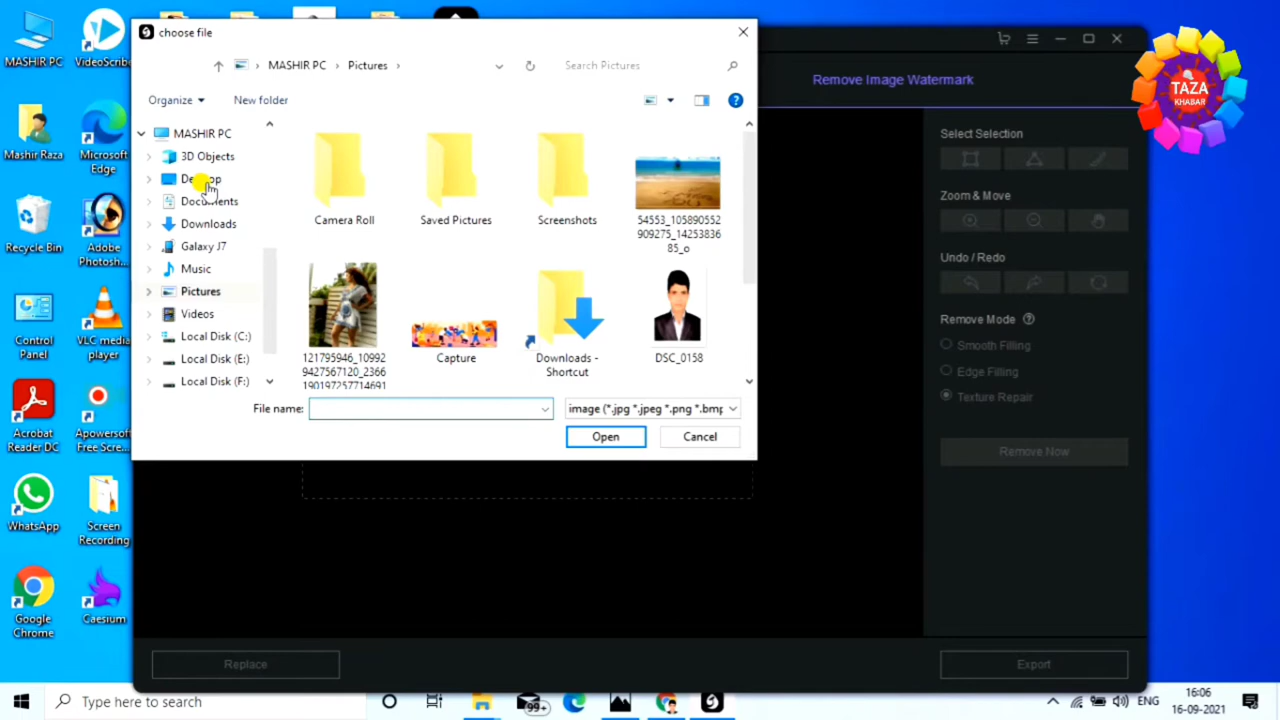 choose file
MASHIR PC
Pictures
Search Pictures
Organize
New folder
MASHIR PC
3D Objects
Desktop
Documents
Downloads
Galaxy J7
Music
Pictures
Videos
Local Disk (C:)
Local Disk (E:)
Local Disk (F:)
Camera Roll
Saved Pictures
Screenshots
54553_105890552
909275_14253836
85_o
121795946_10992
9427567120_2366
190197257714691
Capture
Downloads -
Shortcut
DSC_0158
File name:
image (*.jpg *.jpeg *.png *.bmp
Open
Cancel
Remove Image Watermark
Select Selection
Zoom & Move
Undo / Redo
Remove Mode
Smooth Filling
Edge Filling
Texture Repair
Remove Now
Replace
Export
TAZA
KHABAR
MASHIR PC
VideoScribe
Mashir Raza
Microsoft
Edge
Recycle Bin
Adobe
Photosh...
Control
Panel
VLC media
player
Acrobat
Reader DC
Apowersoft
Free Scre...
WhatsApp
Screen
Recording
Google
Chrome
Caesium
Type here to search
99+
ENG
16:06
16-09-2021